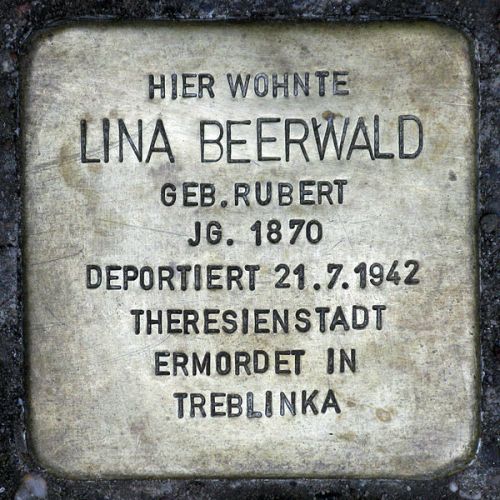 HIER WOHNTE
LINA BEERWALD
GEB. RUBERT
JG. 1870
DEPORTIERT 21.7.1942
THERESIENSTADT
ERMORDET IN
TREBLINKA